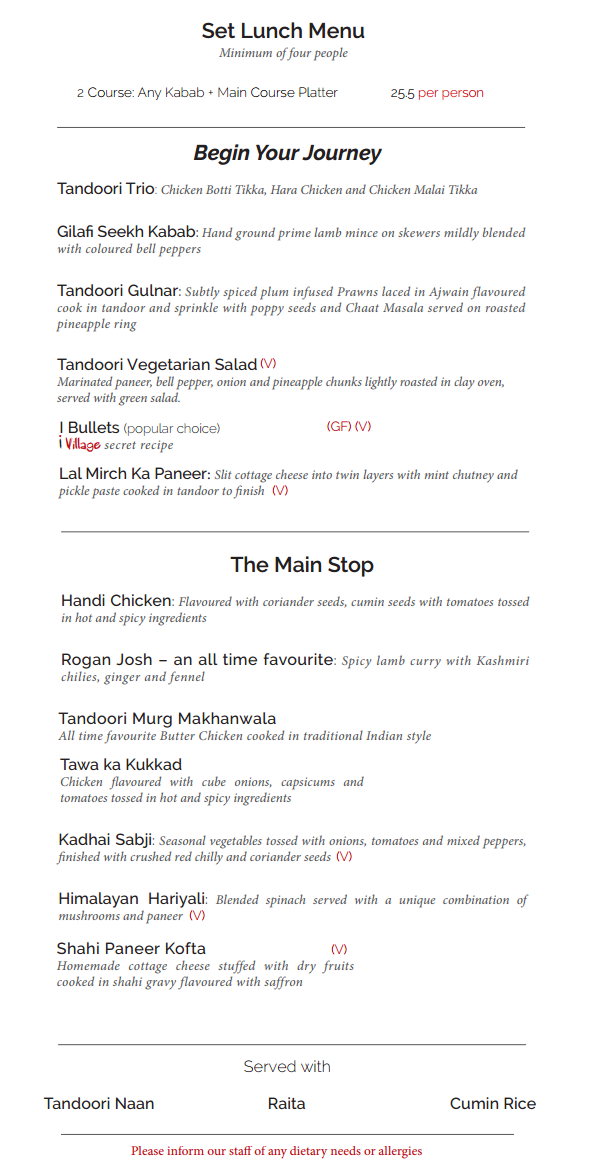 Set Lunch Menu
Minimum of four people
2 Course: Any Kabab + Main Course Platter 25.5 per person
Begin Your Journey
Tandoori Trio: Chicken Botti Tikka, Hara Chicken and Chicken Malai Tikka
Gilafi Seekh Kabab: Hand ground prime lamb mince on skewers mildly blended
with coloured bell peppers
Tandoori Gulnar: Subtly spiced plum infused Prawns laced in Ajwain flavoured
cook in tandoor and sprinkle with poppy seeds and Chaat Masala served on roasted
pineapple ring
Tandoori Vegetarian Salad (V)
Marinated paneer, bell pepper, onion and pineapple chunks lightly roasted in clay oven,
served with green salad.
I Bullets (popular choice) (GF) (V)
i Village secret recipe
Lal Mirch Ka Paneer: Slit cottage cheese into twin layers with mint chutney and
pickle paste cooked in tandoor to finish (V)
The Main Stop
Handi Chicken: Flavoured with coriander seeds, cumin seeds with tomatoes tossed
in hot and spicy ingredients
Rogan Josh – an all time favourite: Spicy lamb curry with Kashmiri
chilies, ginger and fennel
Tandoori Murg Makhanwala
All time favourite Butter Chicken cooked in traditional Indian style
Tawa ka Kukkad
Chicken flavoured with cube onions, capsicums and
tomatoes tossed in hot and spicy ingredients
Kadhai Sabji: Seasonal vegetables tossed with onions, tomatoes and mixed peppers,
finished with crushed red chilly and coriander seeds (V)
Himalayan Hariyali: Blended spinach served with a unique combination of
mushrooms and paneer (V)
Shahi Paneer Kofta (V)
Homemade cottage cheese stuffed with dry fruits
cooked in shahi gravy flavoured with saffron
Served with
Tandoori Naan Raita Cumin Rice
Please inform our staff of any dietary needs or allergies